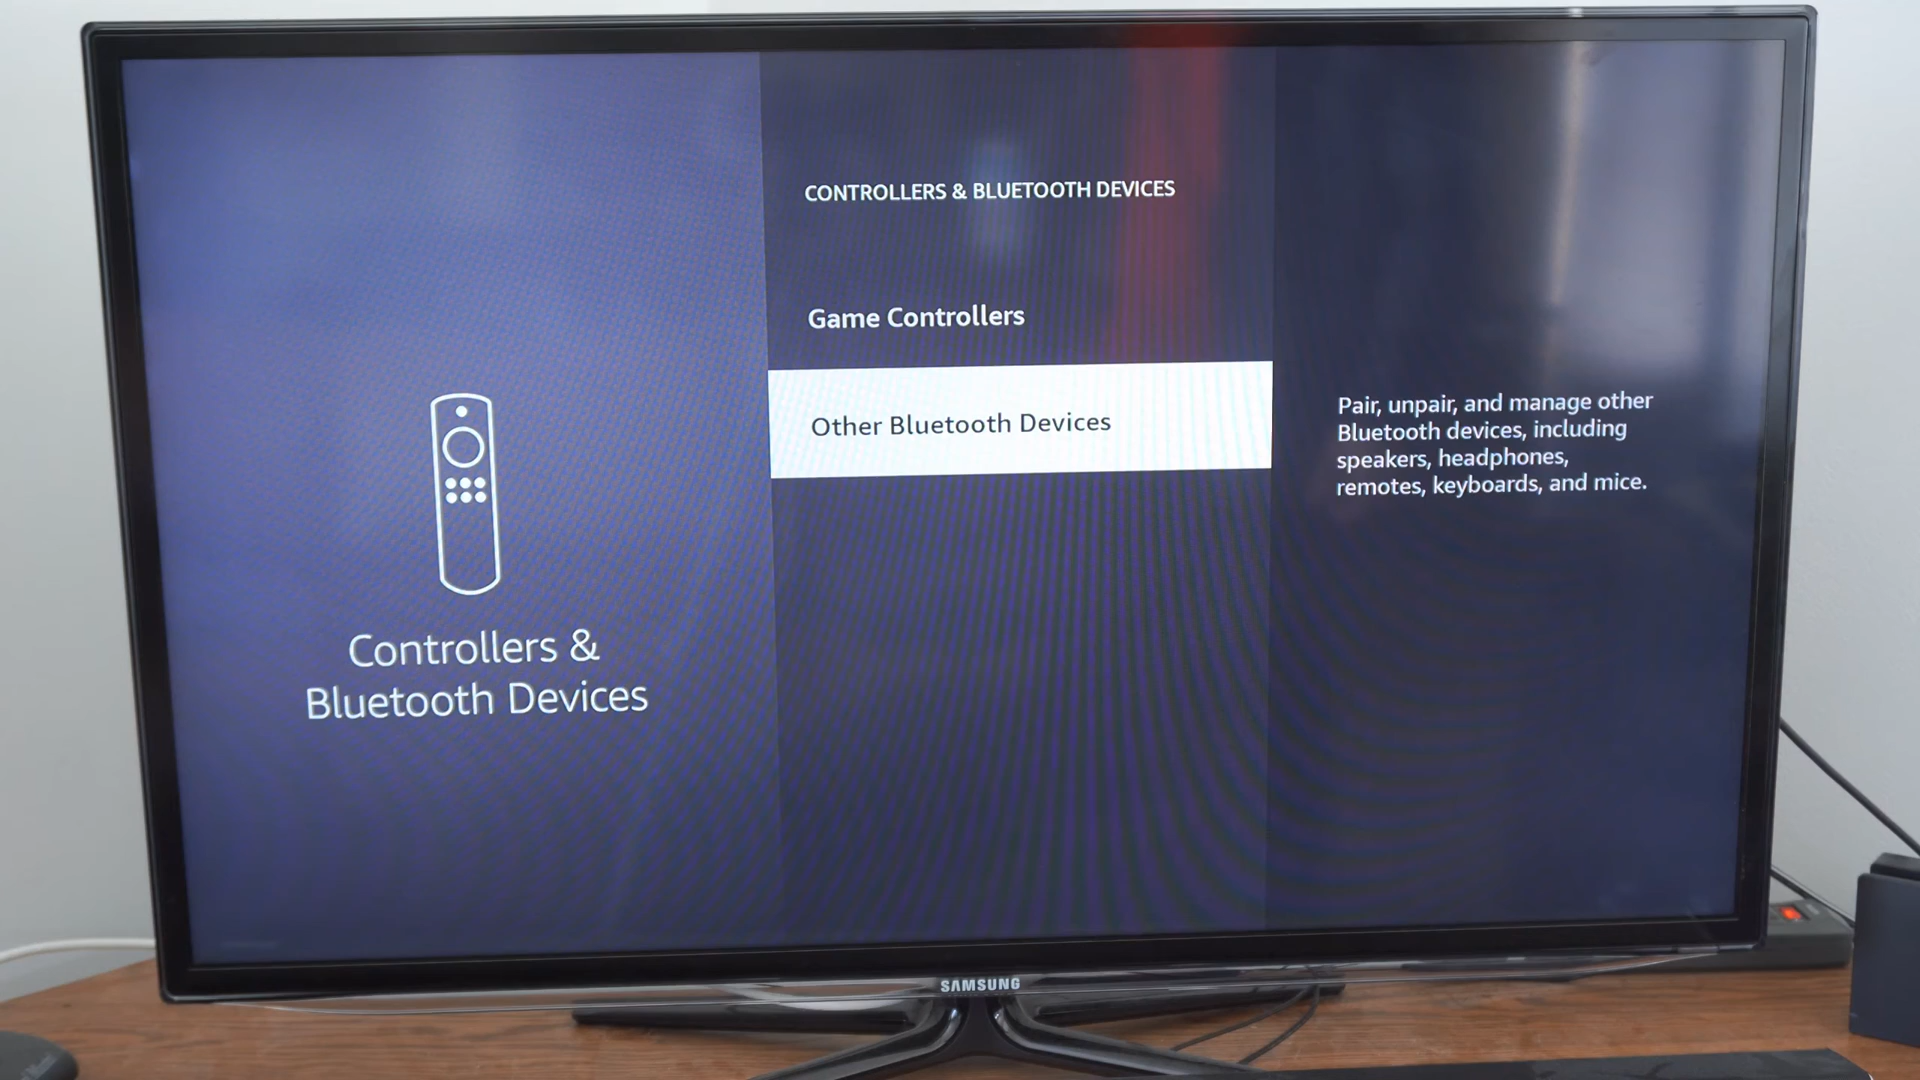 CONTROLLERS & BLUETOOTH DEVICES
Game Controllers
Other Bluetooth Devices
Pair, unpair, and manage other
Bluetooth devices, including
speakers, headphones,
remotes, keyboards, and mice.
Controllers &
Bluetooth Devices
SAMSUNG